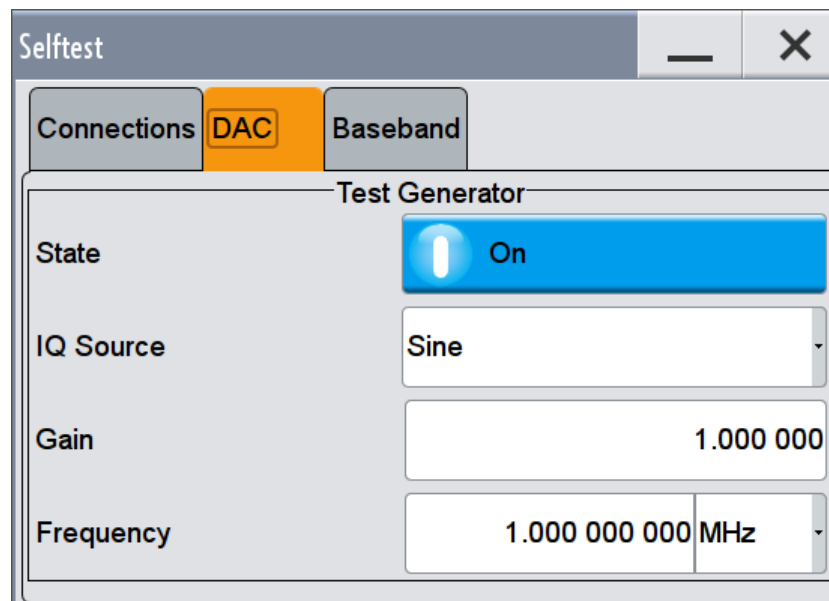 Selftest
Connections DAC Baseband
Test Generator
State On
IQ Source Sine
Gain 1.000 000
Frequency 1.000 000 000 MHz